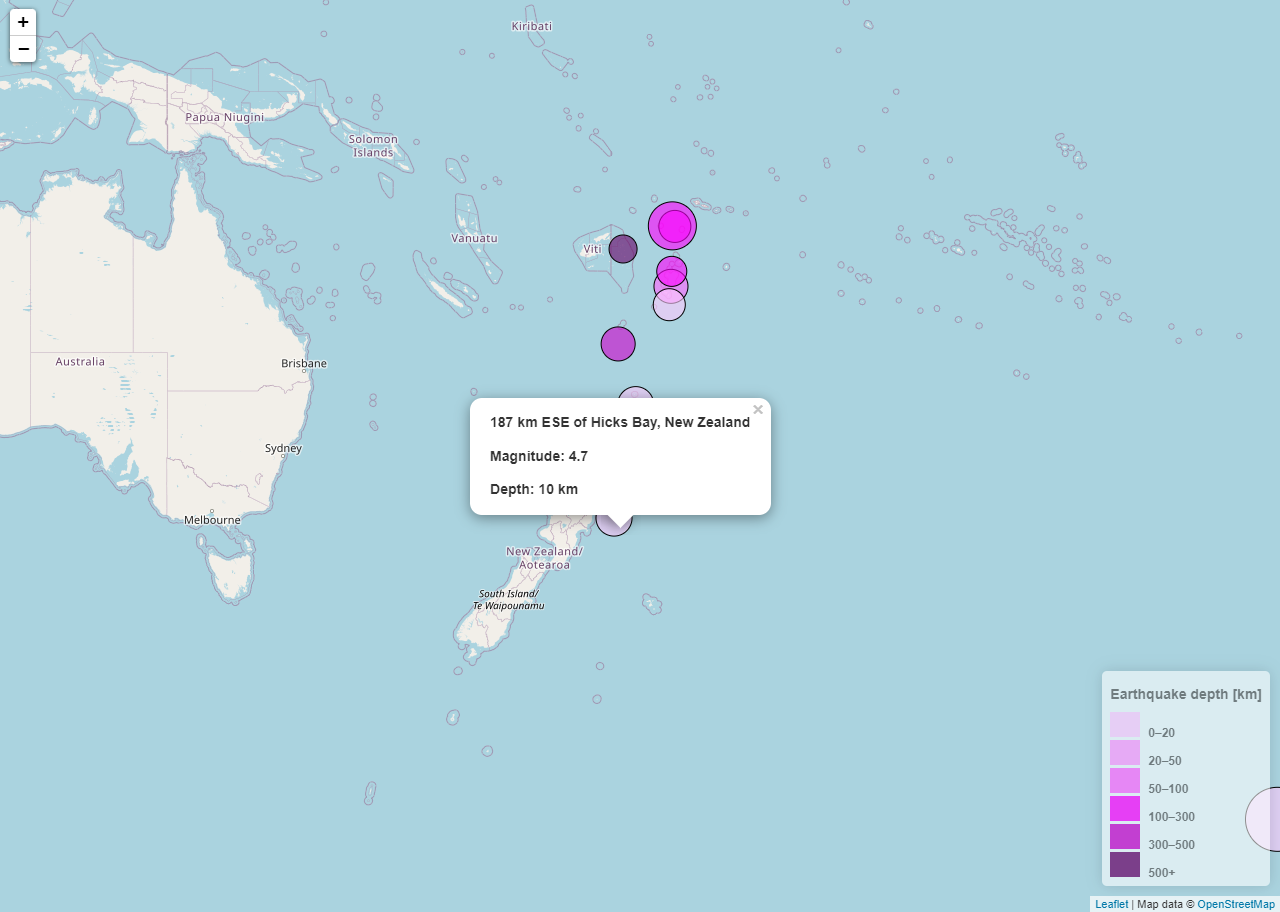 +
−
Kiribati
Papua Niugini
Solomon
Islands
Vanuatu
Viti
Australia
Brisbane
Sydney
Melbourne
×
187 km ESE of Hicks Bay, New Zealand
Magnitude: 4.7
Depth: 10 km
New Zealand/
Aotearoa
South Island/
Te Waipounamu
Earthquake depth [km]
0–20
20–50
50–100
100–300
300–500
500+
Leaflet | Map data © OpenStreetMap